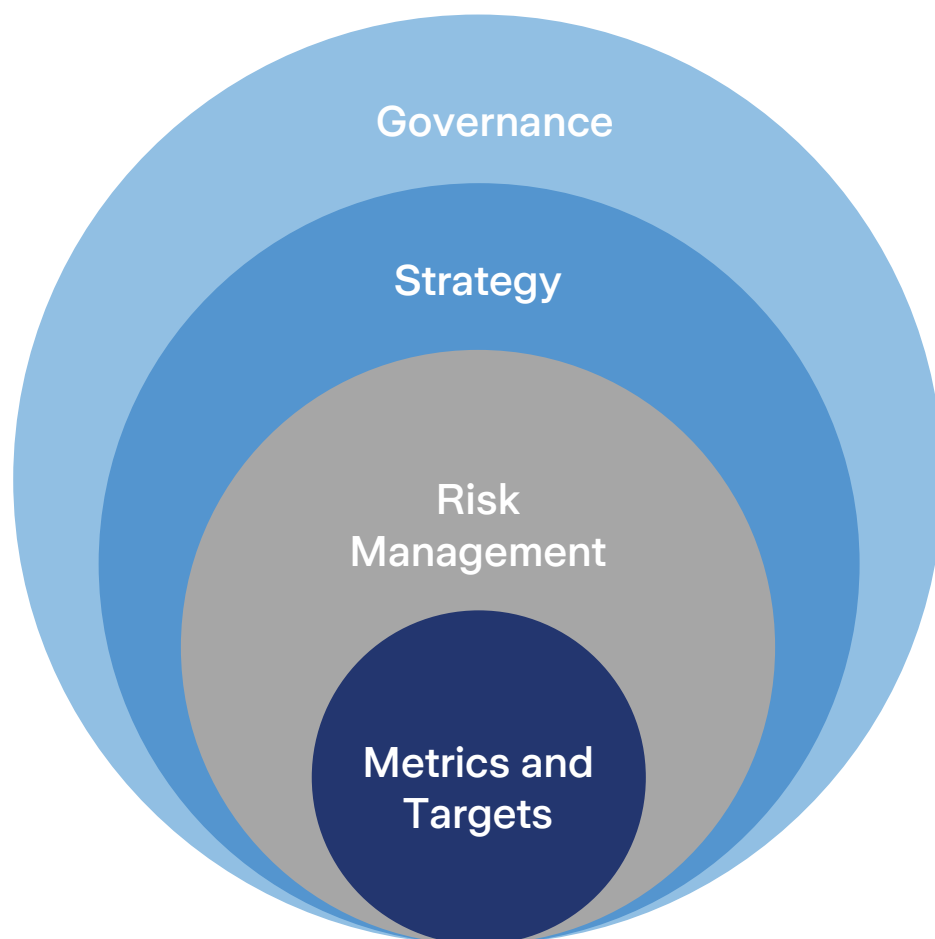 Governance
Strategy
Risk
Management
Metrics and
Targets